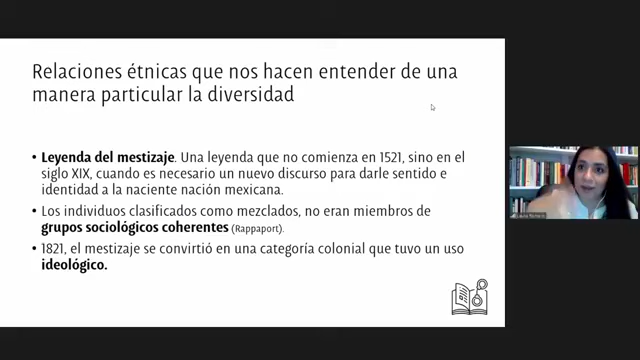 Relaciones étnicas que nos hacen entender de una
manera particular la diversidad
• Leyenda del mestizaje. Una leyenda que no comienza en 1521, sino en el
siglo XIX, cuando es necesario un nuevo discurso para darle sentido e
identidad a la naciente nación mexicana.
• Los individuos clasificados como mezclados, no eran miembros de
grupos sociológicos coherentes (Rappaport).
• 1821, el mestizaje se convirtió en una categoría colonial que tuvo un uso
ideológico.